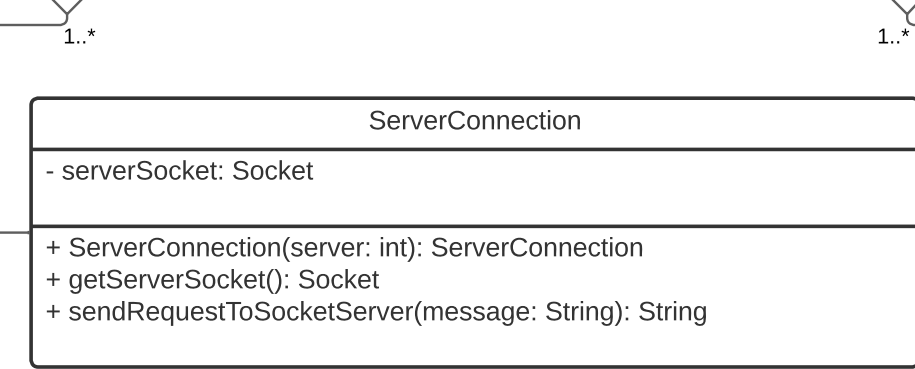 1..*
1..*
ServerConnection
- serverSocket: Socket
+ ServerConnection(server: int): ServerConnection
+ getServerSocket(): Socket
+ sendRequestToSocketServer(message: String): String